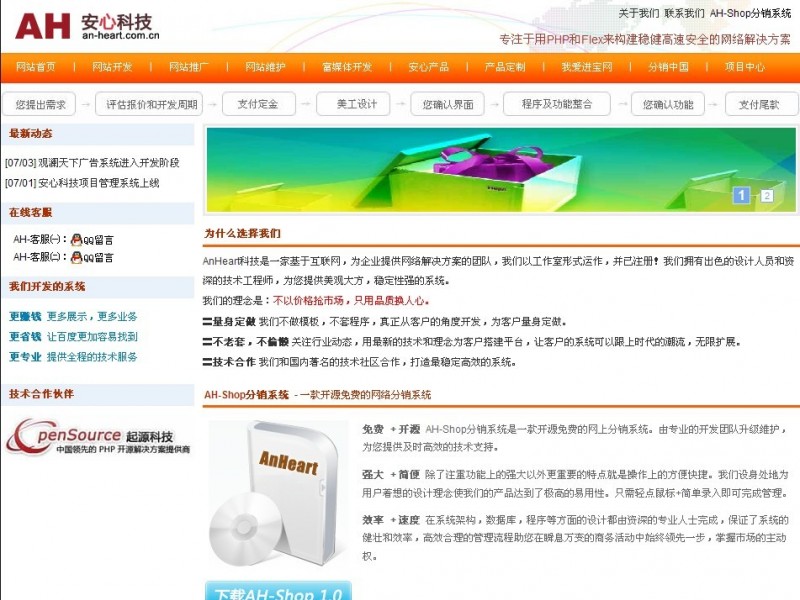 关于我们 联系我们 AH-Shop分销系统
AH 安心科技
an-heart.com.cn
专注于用PHP和Flex来构建稳健高速安全的网络解决方案
网站首页 | 网站开发 | 网站推广 | 网站维护 | 富媒体开发 | 安心产品 | 产品定制 | 我爱进宝网 | 分销中国 | 项目中心
您提出需求 → 评估报价和开发周期 → 支付定金 → 美工设计 → 您确认界面 → 程序及功能整合 → 您确认功能 → 支付尾款
最新动态
[07/03] 观澜天下广告系统进入开发阶段
[07/01] 安心科技项目管理系统上线
在线客服
AH-客服㈠：QQ留言
AH-客服㈡：QQ留言
我们开发的系统
更赚钱 更多展示，更多业务
更省钱 让百度更加容易找到
更专业 提供全程的技术服务
技术合作伙伴
OpenSource 起源科技
中国领先的 PHP 开源解决方案提供商
1 2
为什么选择我们
AnHeart科技是一家基于互联网，为企业提供网络解决方案的团队，我们以工作室形式运作，并已注册！我们拥有出色的设计人员和资
深的技术工程师，为您提供美观大方，稳定性强的系统。
我们的理念是：不以价格抢市场，只用品质换人心。
〓量身定做 我们不做模板，不套程序，真正从客户的角度开发，为客户量身定做。
〓不老套，不偷懒 关注行业动态，用最新的技术和理念为客户搭建平台，让客户的系统可以跟上时代的潮流，无限扩展。
〓技术合作 我们和国内著名的技术社区合作，打造最稳定高效的系统。
AH-Shop分销系统 - 一款开源免费的网络分销系统
AnHeart
免费 + 开源 AH-Shop分销系统是一款开源免费的网上分销系统。由专业的开发团队升级维护，
为您提供及时高效的技术支持。
强大 + 简便 除了注重功能上的强大以外更重要的特点就是操作上的方便快捷。我们设身处地为
用户着想的设计理念使我们的产品达到了极高的易用性。只需轻点鼠标+简单录入即可完成管理。
效率 + 速度 在系统架构，数据库，程序等方面的设计都由资深的专业人士完成，保证了系统的
健壮和效率，高效合理的管理流程助您在瞬息万变的商务活动中始终领先一步，掌握市场的主动
权。
下载AH-Shop 1.0